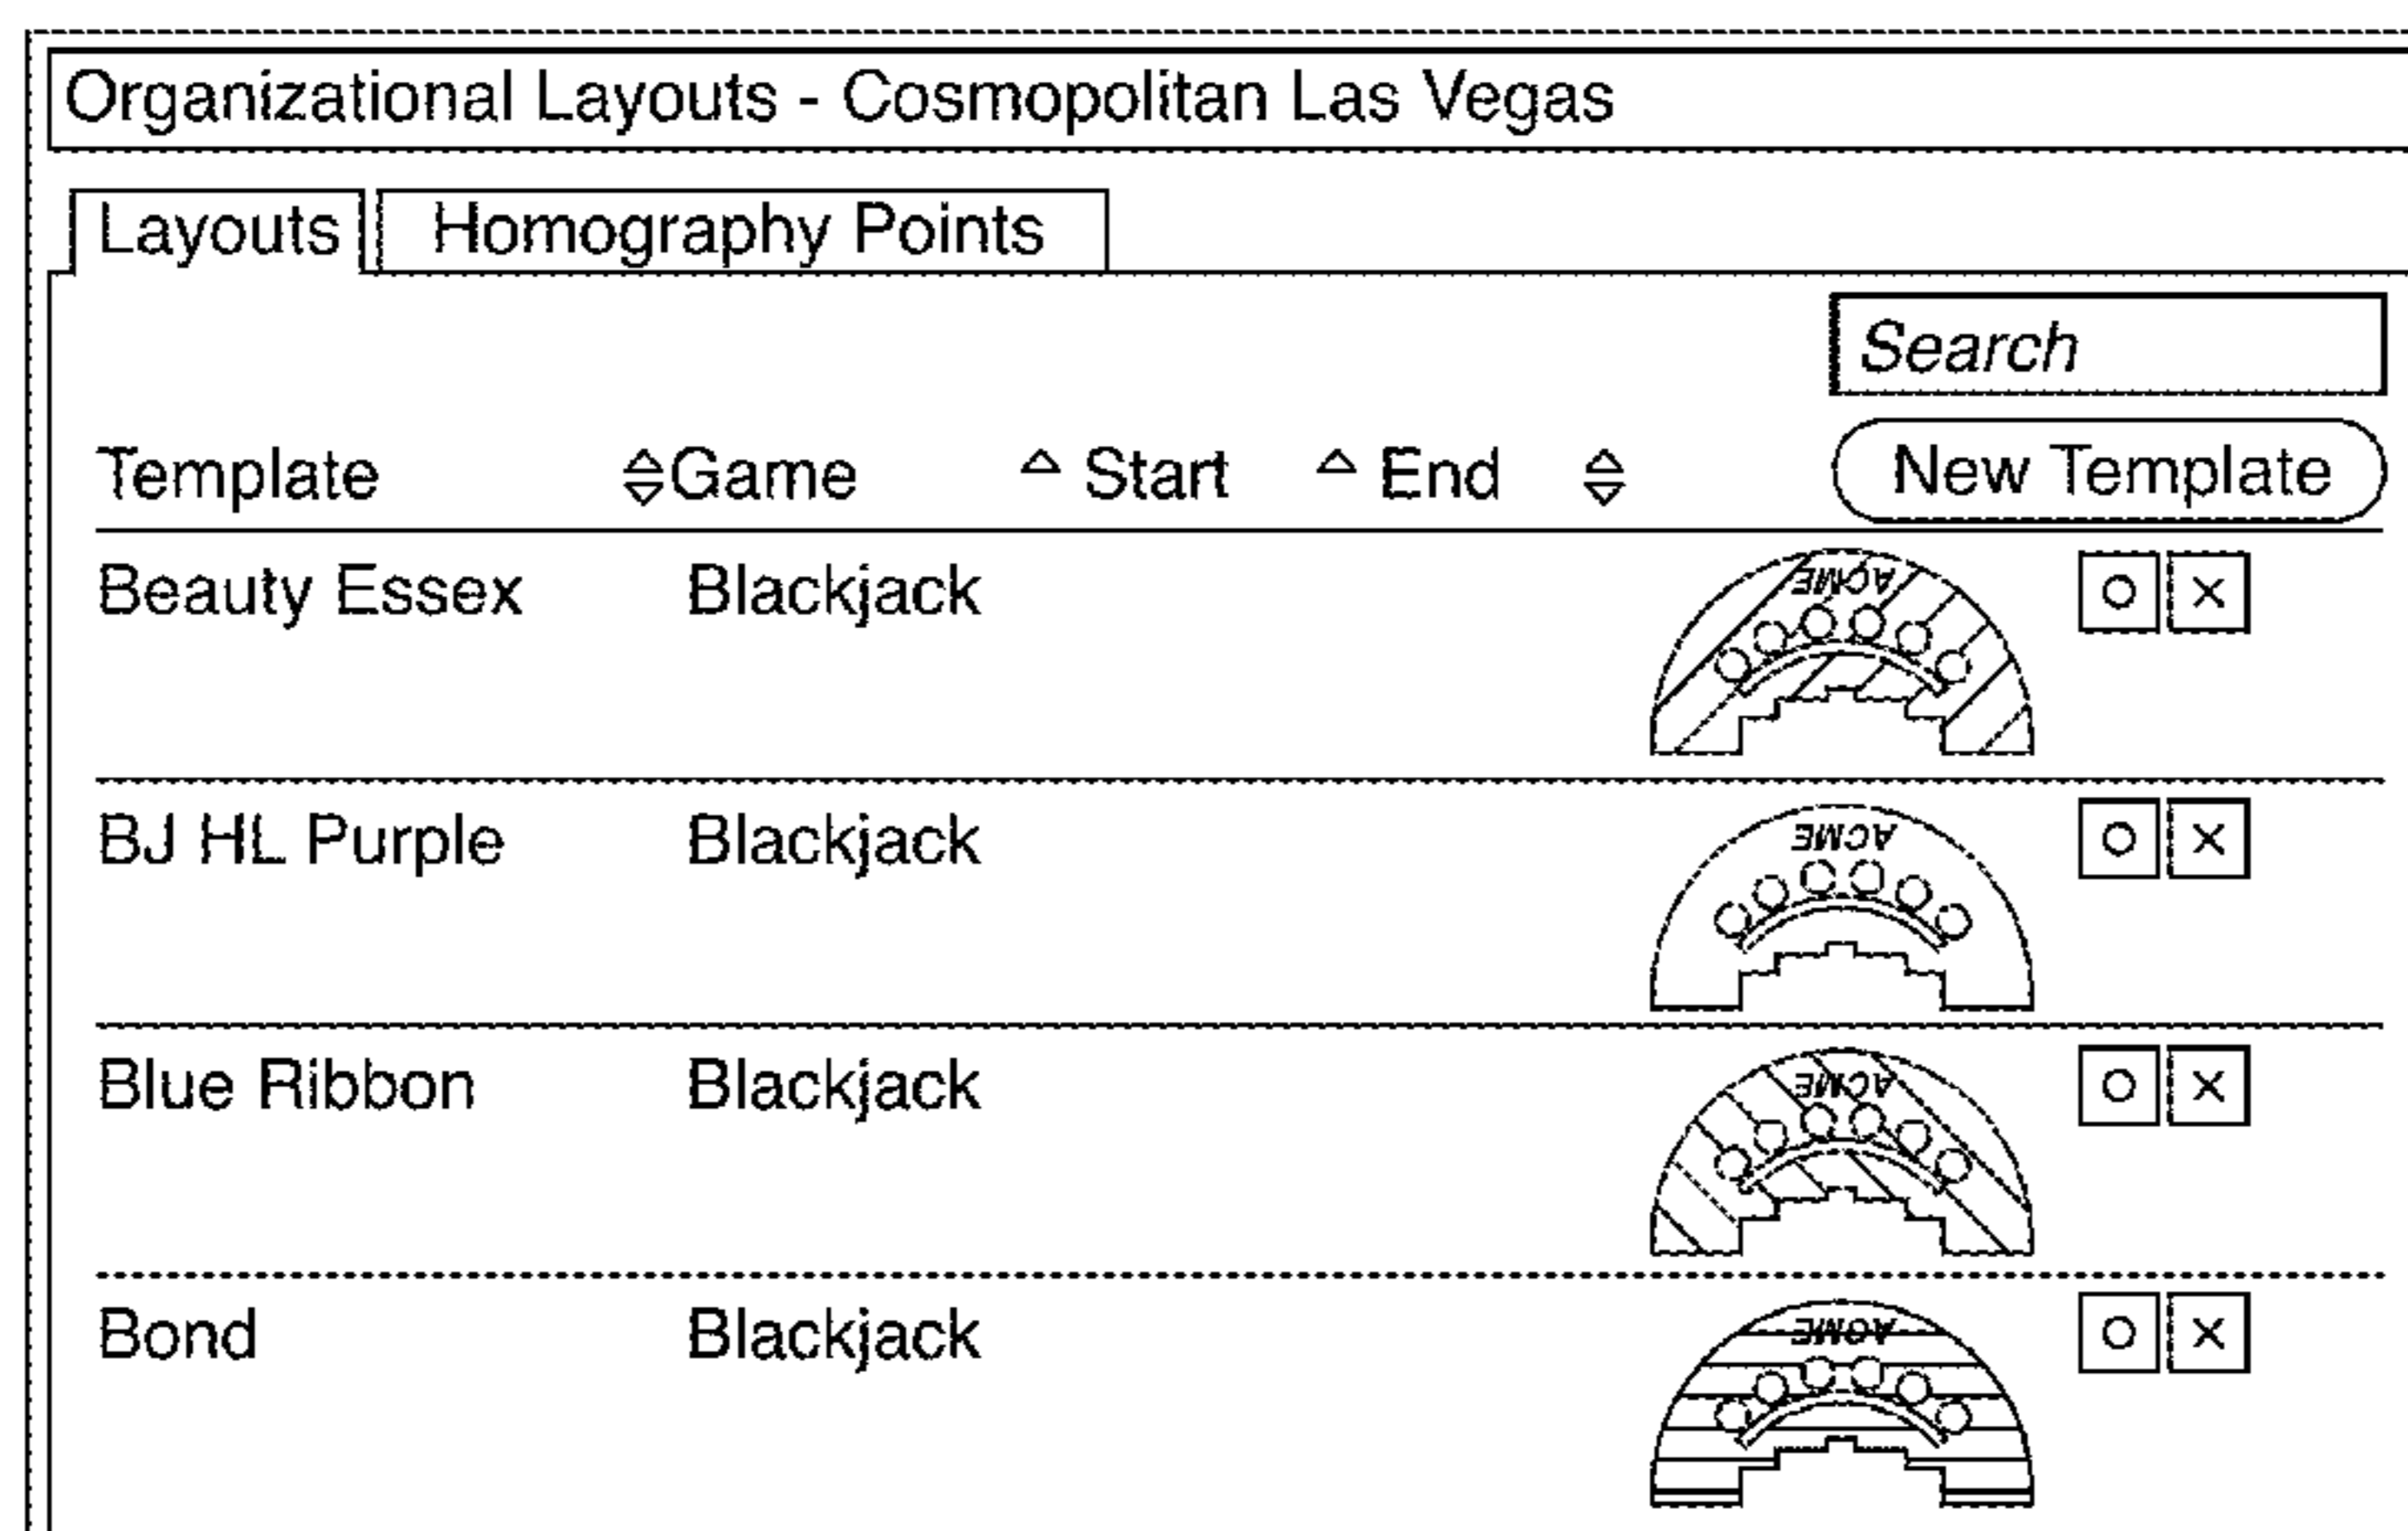 Organizational Layouts - Cosmopolitan Las Vegas
Layouts Homography Points
Search
Template Game Start End New Template
Beauty Essex Blackjack ACME
BJ HL Purple Blackjack ACME
Blue Ribbon Blackjack ACME
Bond Blackjack ACME